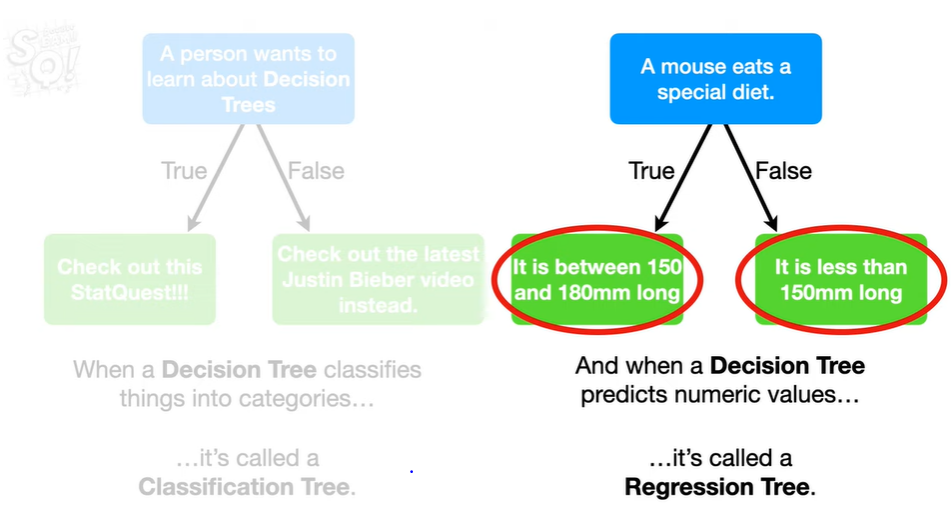 A person wants to
learn about Decision
Trees
True
False
Check out this
StatQuest!!!
Check out the latest
Justin Bieber video
instead.
When a Decision Tree classifies
things into categories…
…it's called a
Classification Tree.
A mouse eats a
special diet.
True
False
It is between 150
and 180mm long
It is less than
150mm long
And when a Decision Tree
predicts numeric values…
…it's called a
Regression Tree.